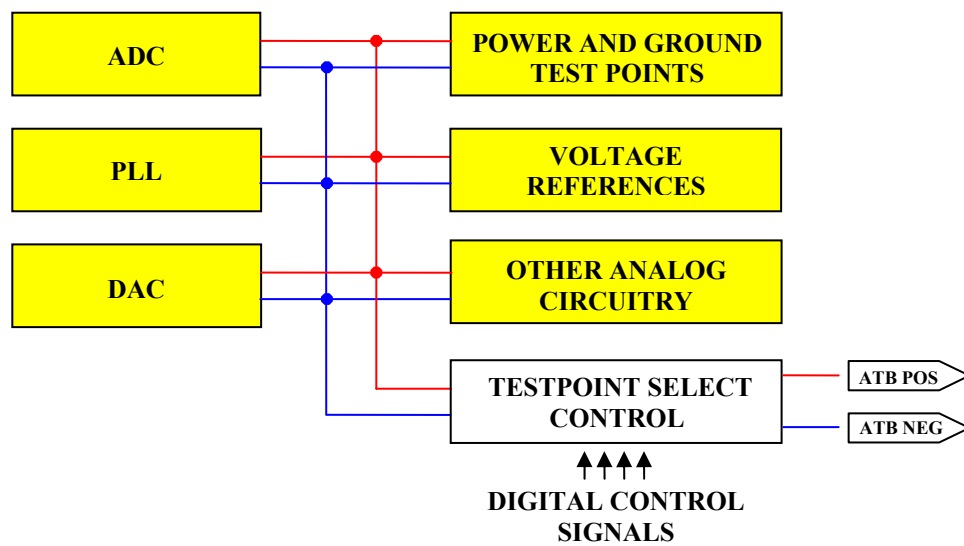 ADC
POWER AND GROUND
TEST POINTS
PLL
VOLTAGE
REFERENCES
DAC
OTHER ANALOG
CIRCUITRY
TESTPOINT SELECT
CONTROL
ATB POS
ATB NEG
DIGITAL CONTROL
SIGNALS